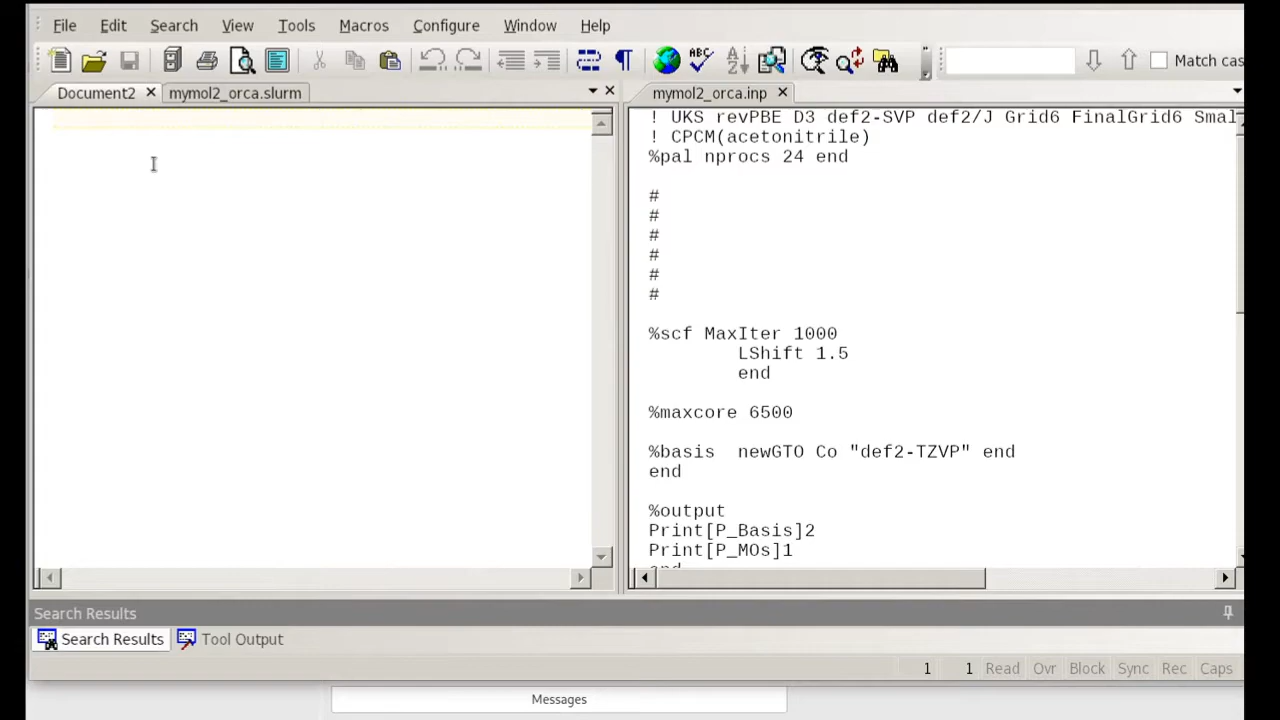 File Edit Search View Tools Macros Configure Window Help
ABC A Z Match cas
Document2 mymol2_orca.slurm mymol2_orca.inp
! UKS revPBE D3 def2-SVP def2/J Grid6 FinalGrid6 Smal
! CPCM(acetonitrile)
%pal nprocs 24 end
#
#
#
#
#
#
%scf MaxIter 1000
LShift 1.5
end
%maxcore 6500
%basis newGTO Co "def2-TZVP" end
end
%output
Print[P_Basis]2
Print[P_MOs]1
end
Search Results
Search Results Tool Output
1 1 Read Ovr Block Sync Rec Caps
Messages